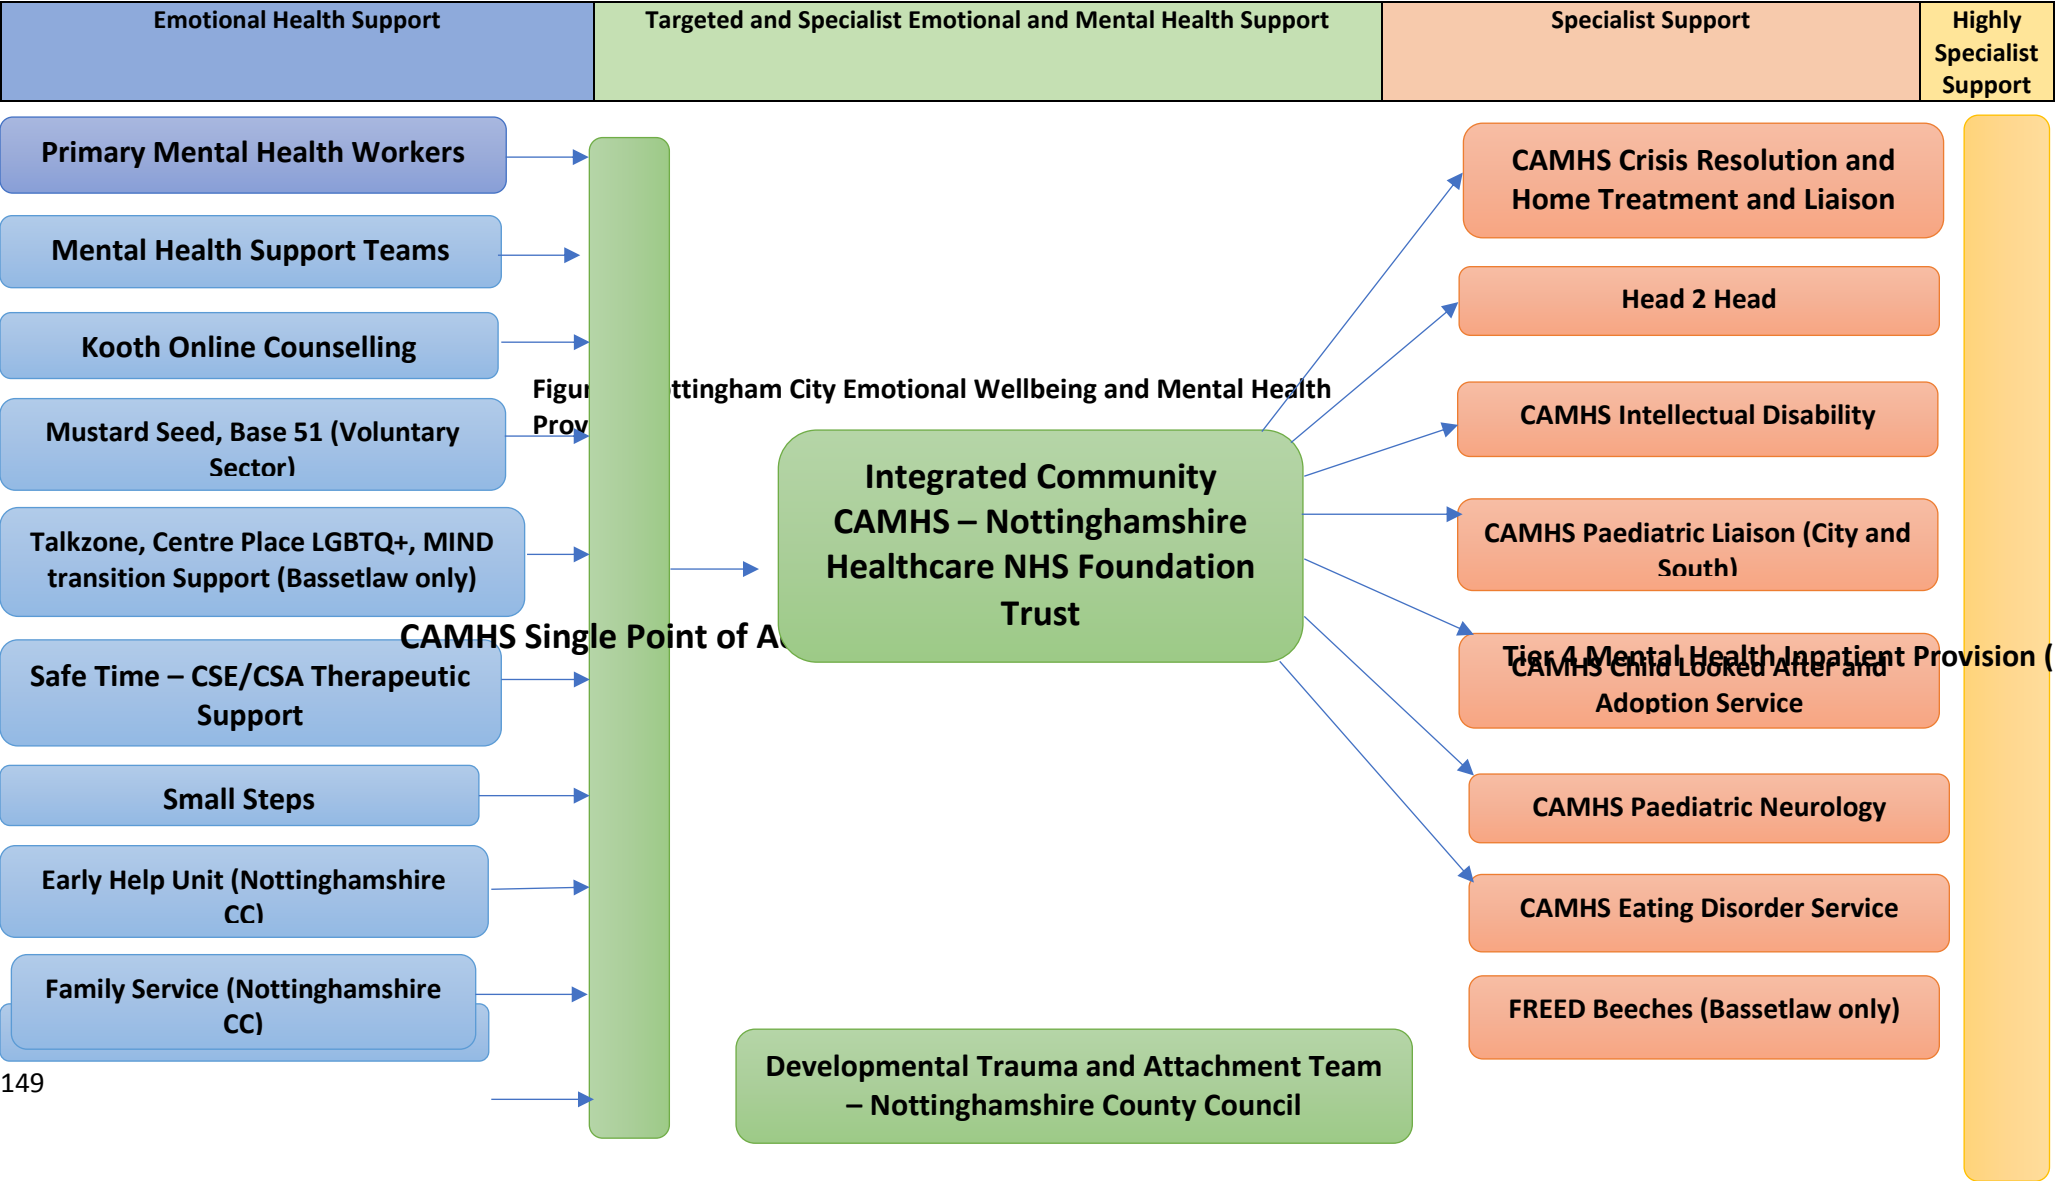 Emotional Health Support
Targeted and Specialist Emotional and Mental Health Support
Specialist Support
Highly
Specialist
Support
Primary Mental Health Workers
Mental Health Support Teams
Kooth Online Counselling
Mustard Seed, Base 51 (Voluntary
Sector)
Talkzone, Centre Place LGBTQ+, MIND
transition Support (Bassetlaw only)
Safe Time – CSE/CSA Therapeutic
Support
Small Steps
Early Help Unit (Nottinghamshire
CC)
Family Service (Nottinghamshire
CC)
149
CAMHS Single Point of
City Emotional Wellbeing and Mental Health
Integrated Community
CAMHS – Nottinghamshire
Healthcare NHS Foundation
Trust
Developmental Trauma and Attachment Team
– Nottinghamshire County Council
CAMHS Crisis Resolution and
Home Treatment and Liaison
Head 2 Head
CAMHS Intellectual Disability
CAMHS Paediatric Liaison (City and
South)
Tier 4 Mental Health Inpatient Provision (
CAMHS Child Looked After and
Adoption Service
CAMHS Paediatric Neurology
CAMHS Eating Disorder Service
FREED Beeches (Bassetlaw only)